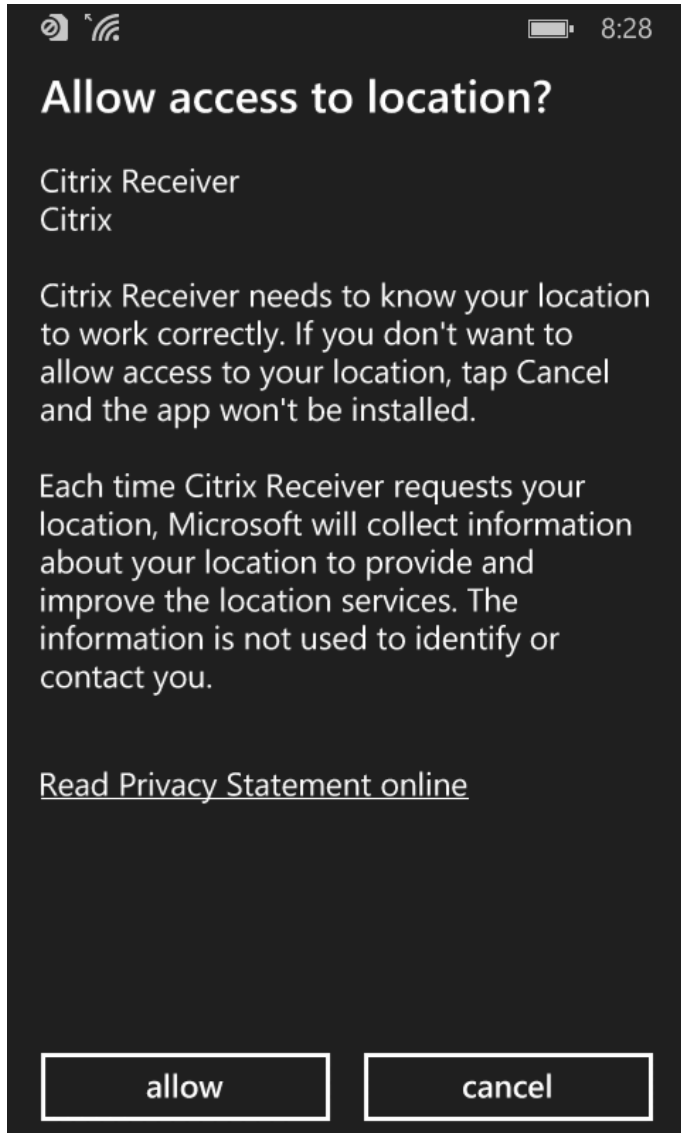 8:28
Allow access to location?
Citrix Receiver
Citrix
Citrix Receiver needs to know your location
to work correctly. If you don't want to
allow access to your location, tap Cancel
and the app won't be installed.
Each time Citrix Receiver requests your
location, Microsoft will collect information
about your location to provide and
improve the location services. The
information is not used to identify or
contact you.
Read Privacy Statement online
allow
cancel